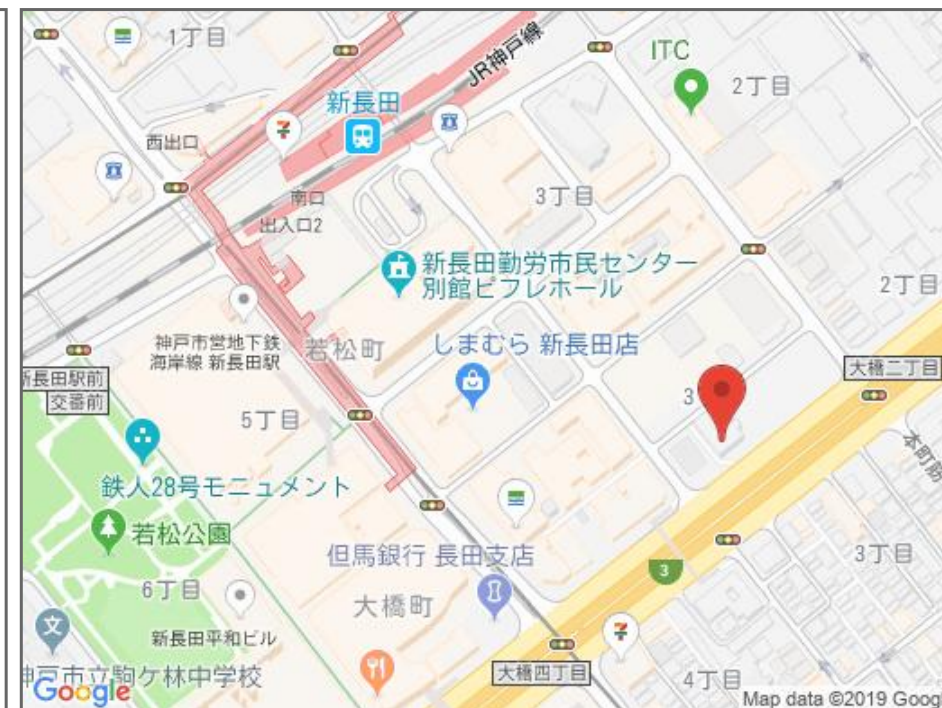 1丁目
JR神戸線
ITC
2丁目
新長田
西出口
南口
出入口2
3丁目
新長田勤労市民センター
別館ピフレホール
2丁目
神戸市営地下鉄
海岸線 新長田駅
若松町
しまむら 新長田店
大橋二丁目
新長田駅前
交番前
3
5丁目
本町筋
鉄人28号モニュメント
若松公園
但馬銀行 長田支店
3
3丁目
6丁目
大橋町
新長田平和ビル
神戸市立駒ケ林中学校
大橋四丁目
4丁目
Google
Map data ©2019 Goog